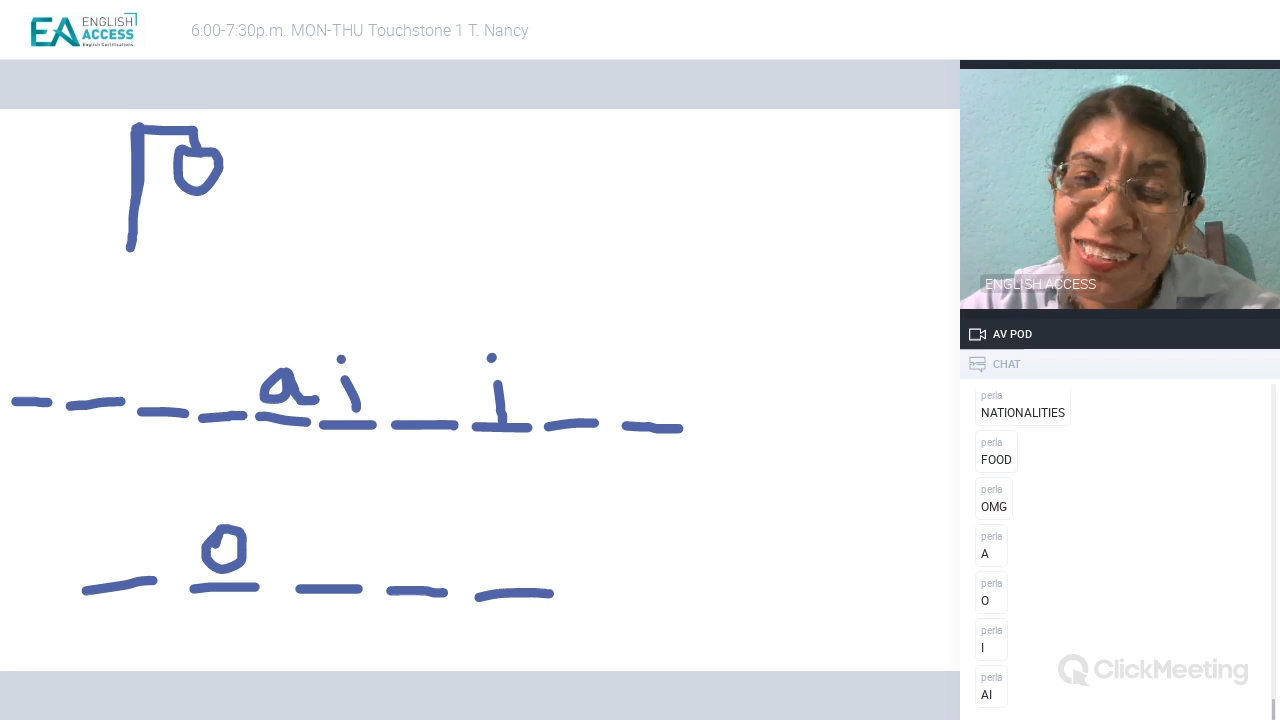 EA ENGLISH ACCESS
English Certifications
6:00-7:30p.m. MON-THU Touchstone 1 T. Nancy
a i i
o
ENGLISH ACCESS
AV POD
CHAT
perla
NATIONALITIES
perla
FOOD
perla
OMG
perla
A
perla
O
perla
I
perla
AI
ClickMeeting